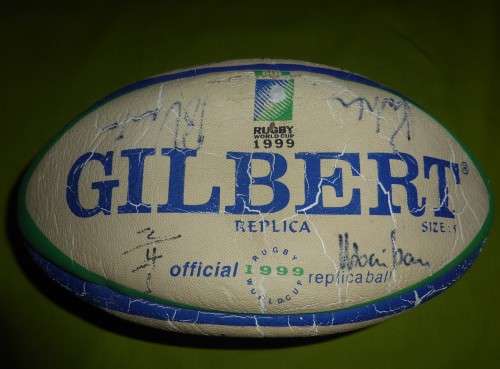 RUGBY
WORLD CUP
1999
GILBERT®
REPLICA
SIZE:
official RUGBY 1999 WORLD CUP replica ball